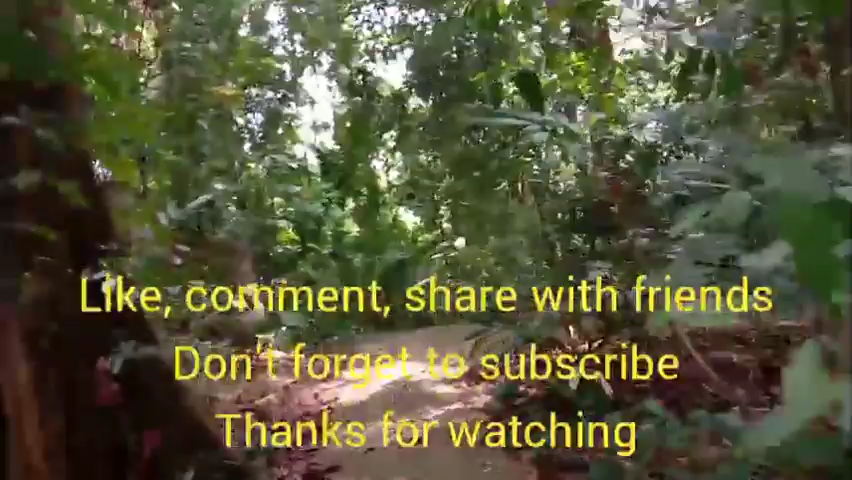 Like, comment, share with friends
Don't forget to subscribe
Thanks for watching